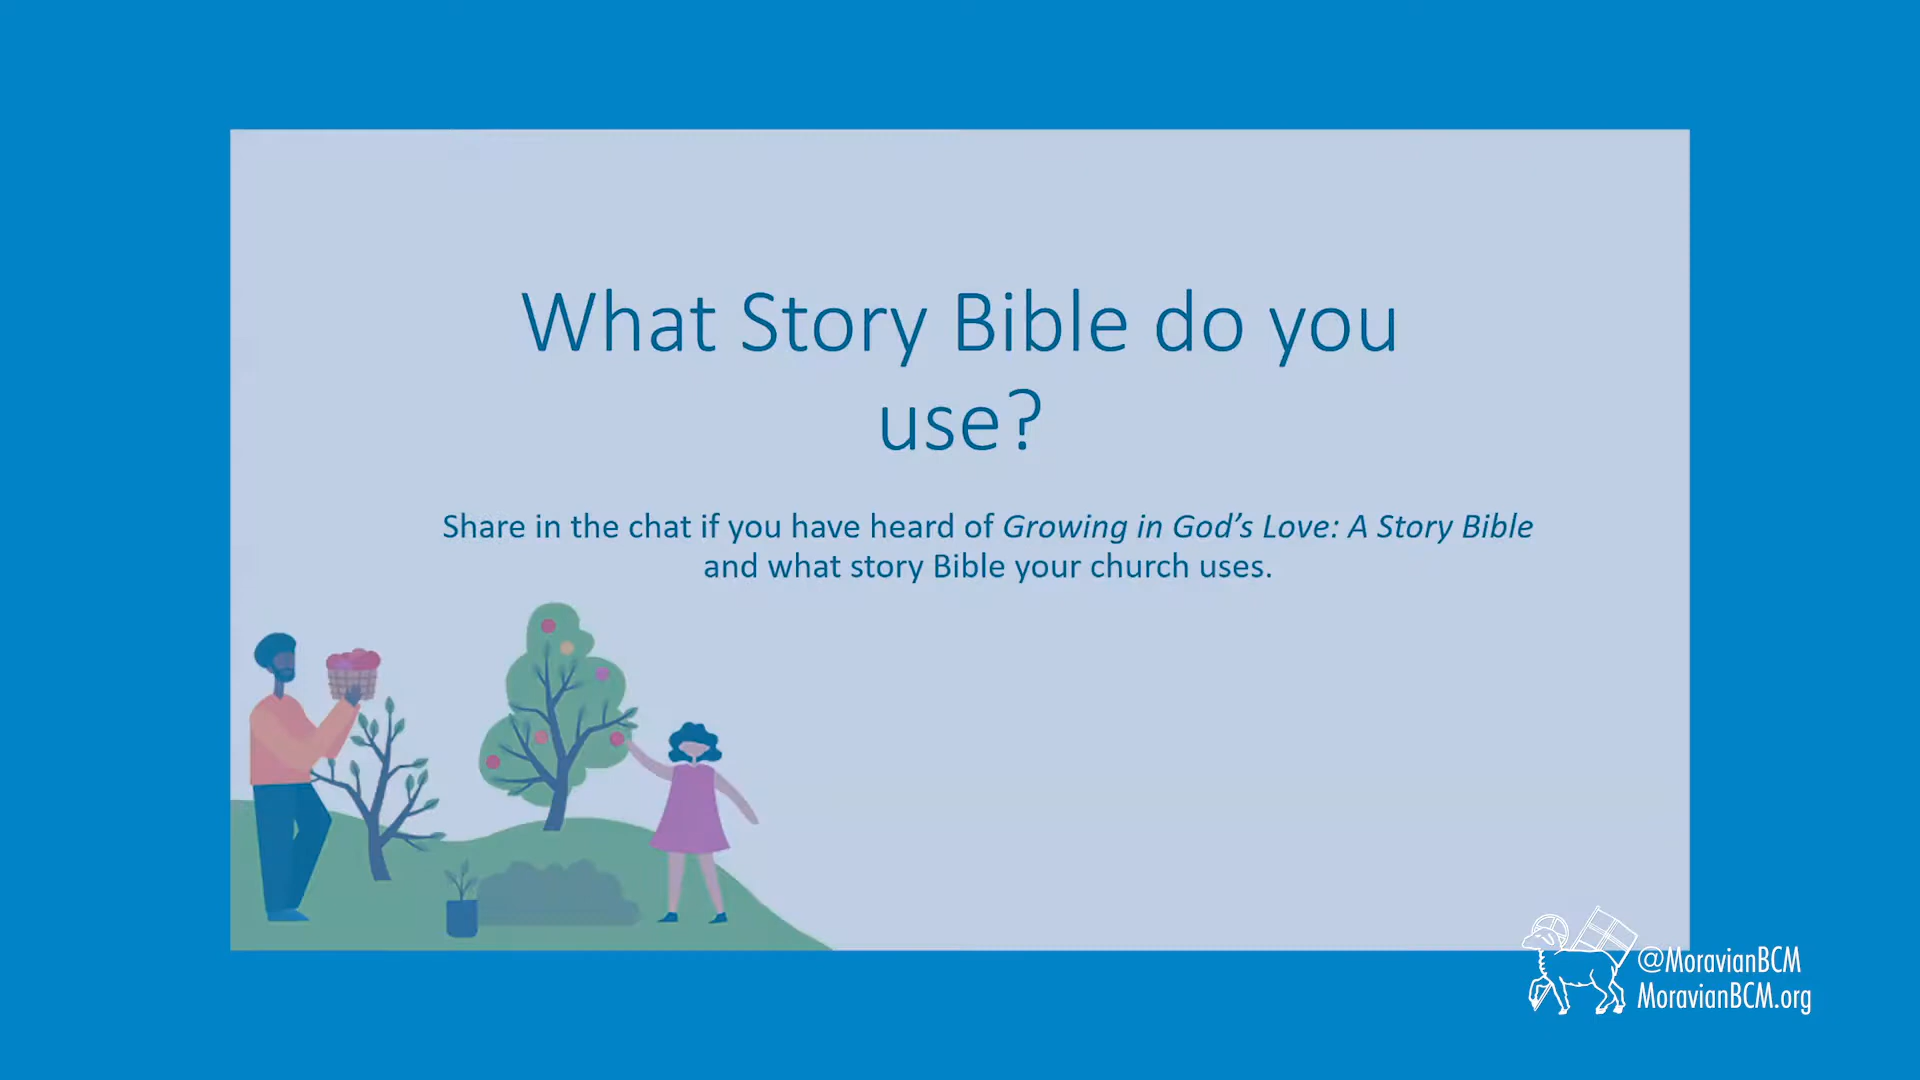 What Story Bible do you
use?
Share in the chat if you have heard of Growing in God’s Love: A Story Bible
and what story Bible your church uses.
@MoravianBCM
MoravianBCM.org